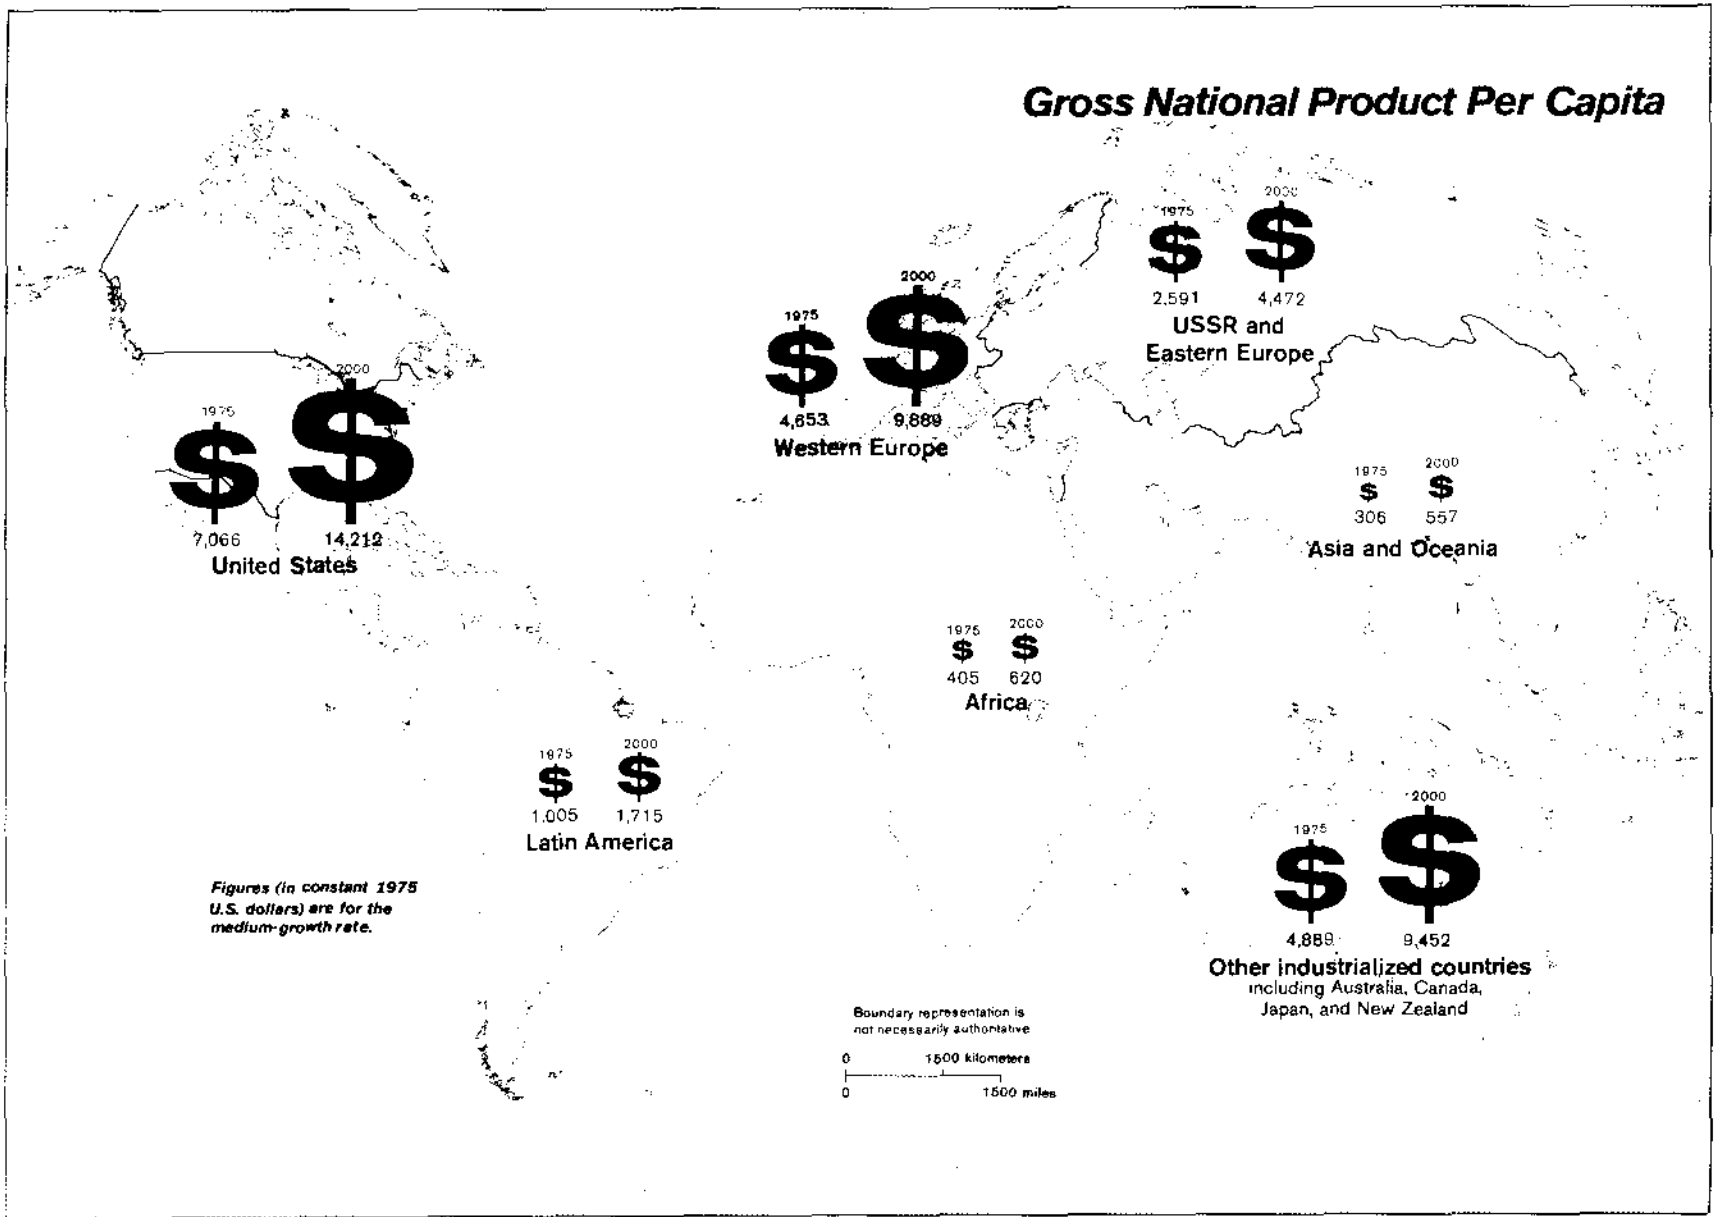 Gross National Product Per Capita
1975 2000
$ $
7,066 14,212
United States
1975 2000
$ $
4,653 9,889
Western Europe
1975 2000
$ $
2,591 4,472
USSR and
Eastern Europe
1975 2000
$ $
306 557
Asia and Oceania
1975 2000
$ $
405 620
Africa
1975 2000
$ $
1.005 1,715
Latin America
1975 2000
$ $
4,889 9,452
Other industrialized countries
including Australia, Canada,
Japan, and New Zealand
Figures (in constant 1975
U.S. dollars) are for the
medium-growth rate.
Boundary representation is
not necessarily authoritative
0 1500 kilometers
0 1500 miles